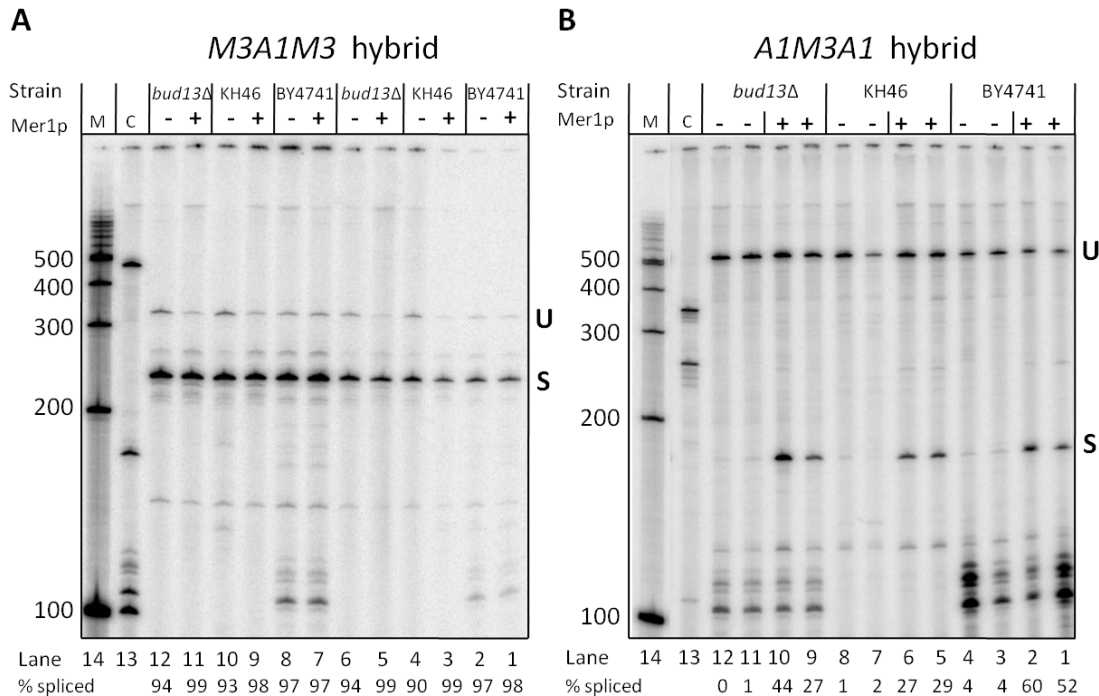 A
M3A1M3 hybrid
Strain bud13Δ KH46 BY4741 bud13Δ KH46 BY4741
Mer1p M C - + - + - + - + - + - +
500
400
300
200
100
U
S
Lane 14 13 12 11 10 9 8 7 6 5 4 3 2 1
% spliced 94 99 93 98 97 97 94 99 90 99 97 98
B
A1M3A1 hybrid
Strain bud13Δ KH46 BY4741
Mer1p M C - - + + - - + + - - + +
500
400
300
200
100
U
S
Lane 14 13 12 11 10 9 8 7 6 5 4 3 2 1
% spliced 0 1 44 27 1 2 27 29 4 4 60 52